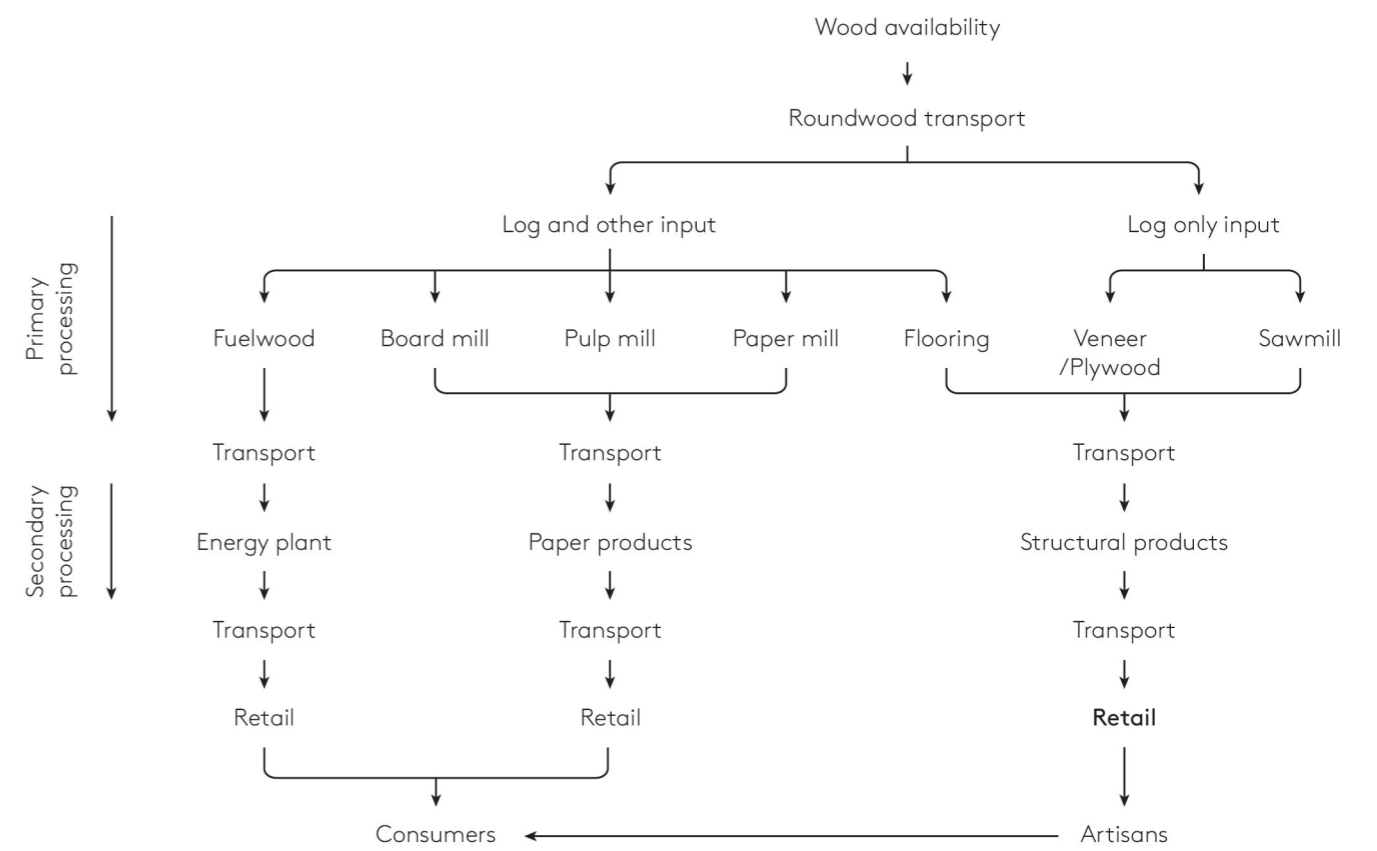 Wood availability
Roundwood transport
Log and other input
Log only input
Primary
processing
Fuelwood
Board mill
Pulp mill
Paper mill
Flooring
Veneer
/Plywood
Sawmill
Transport
Transport
Transport
Secondary
processing
Energy plant
Paper products
Structural products
Transport
Transport
Transport
Retail
Retail
Retail
Consumers
Artisans